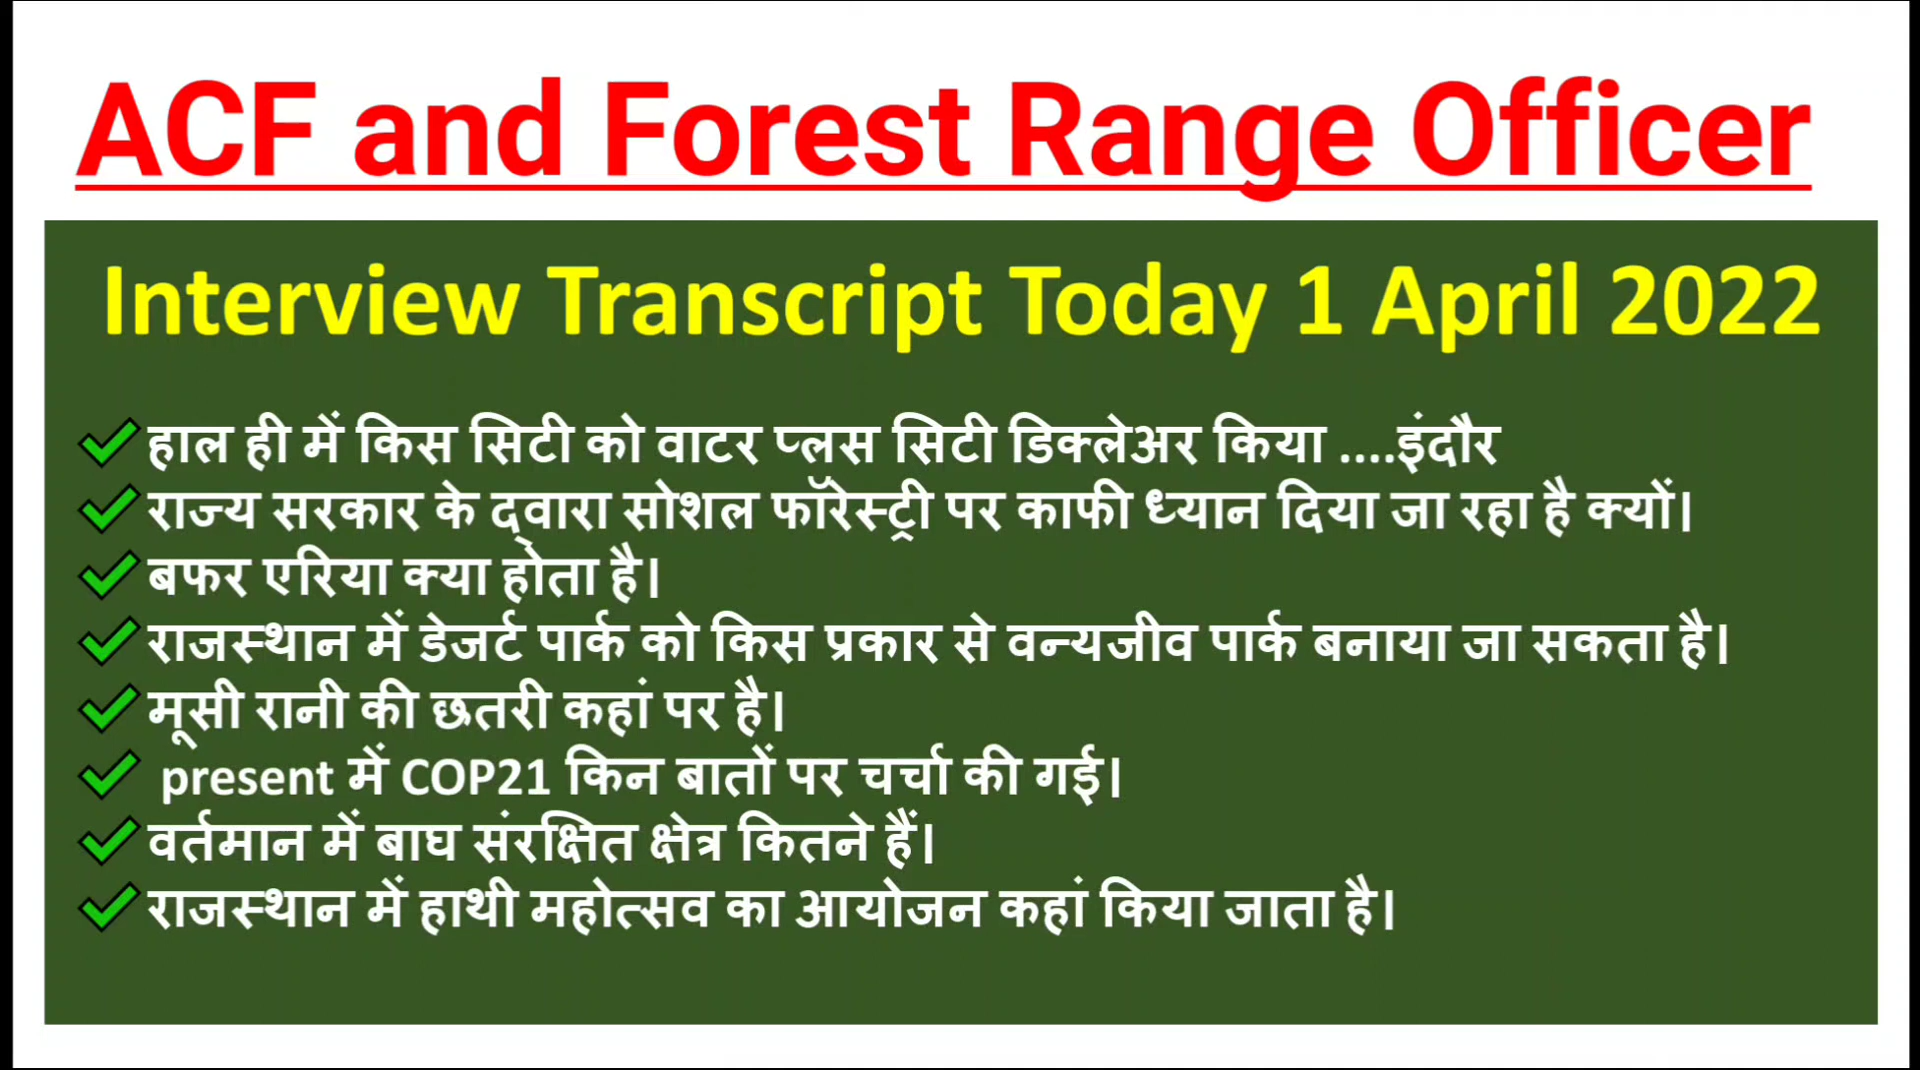 ACF and Forest Range Officer
Interview Transcript Today 1 April 2022
हाल ही में किस सिटी को वाटर प्लस सिटी डिक्लेअर किया ....इंदौर
राज्य सरकार के द्वारा सोशल फॉरेस्ट्री पर काफी ध्यान दिया जा रहा है क्यों।
बफर एरिया क्या होता है।
राजस्थान में डेजर्ट पार्क को किस प्रकार से वन्यजीव पार्क बनाया जा सकता है।
मूसी रानी की छतरी कहां पर है।
present में COP21 किन बातों पर चर्चा की गई।
वर्तमान में बाघ संरक्षित क्षेत्र कितने हैं।
राजस्थान में हाथी महोत्सव का आयोजन कहां किया जाता है।